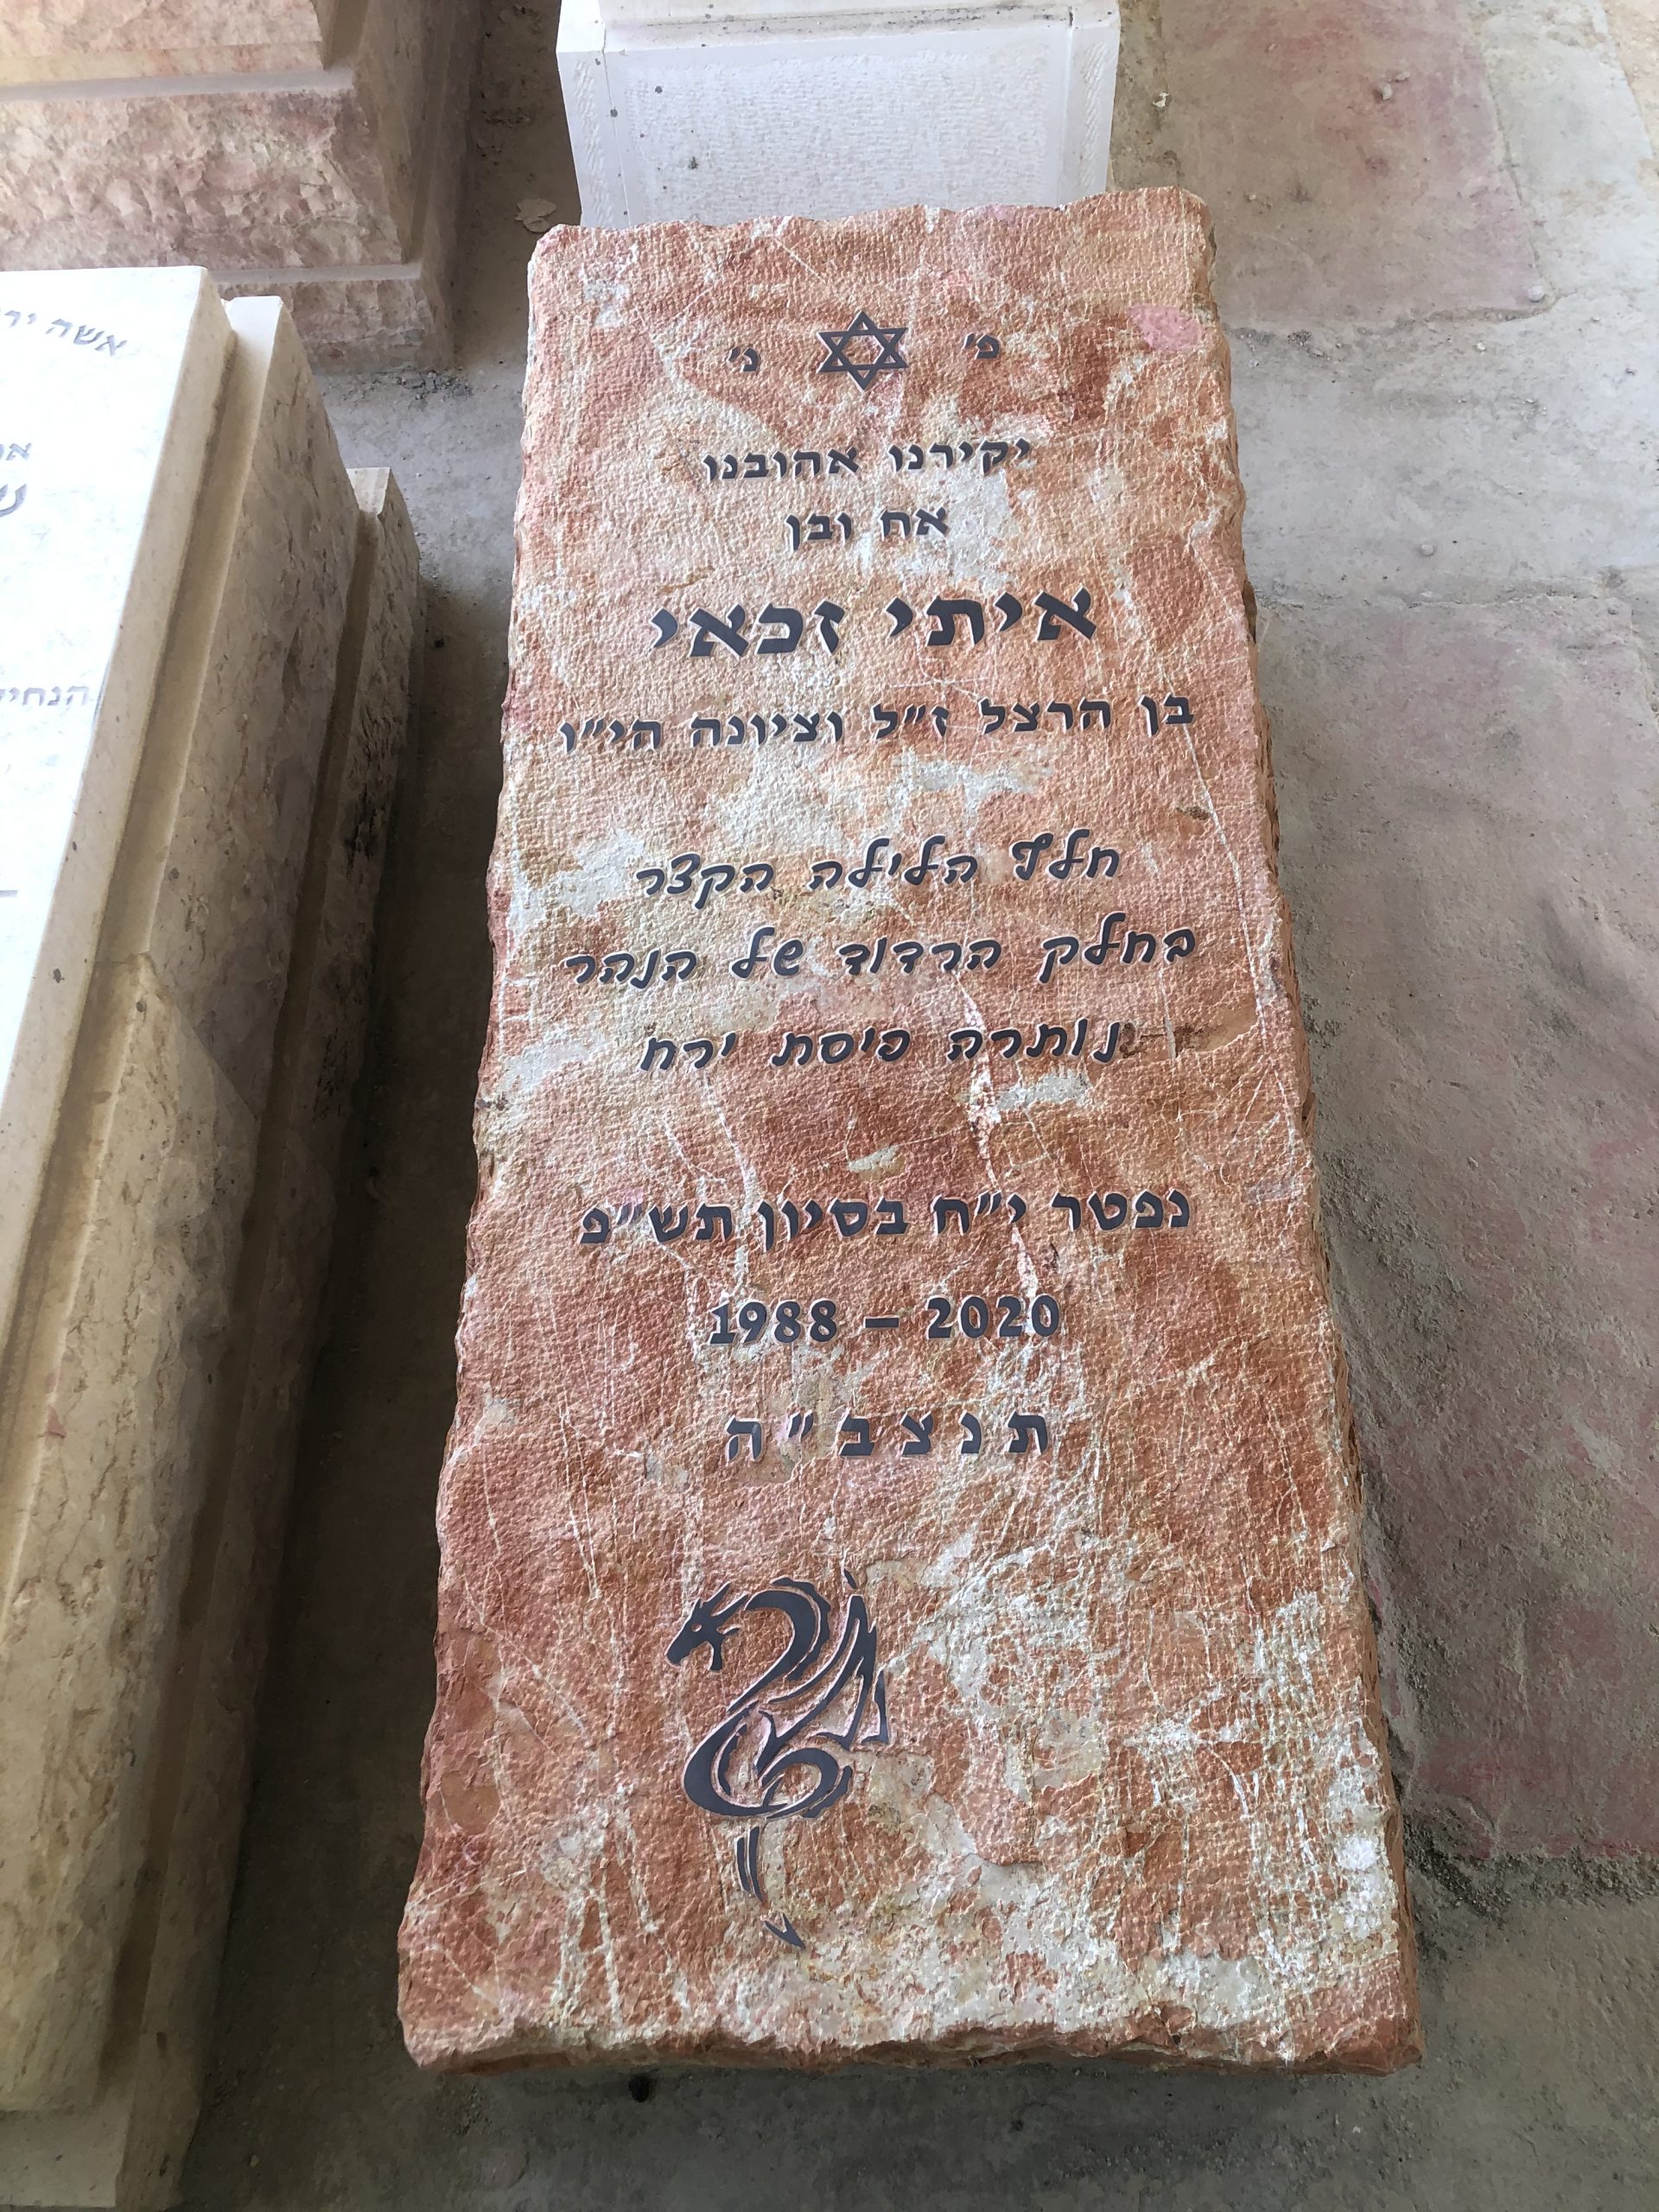 פ' נ'
יקירנו אהובנו
אח ובן
איתי זכאי
בן הרצל ז"ל וציונה הי"ו
חלף הלילה הקצר
בחלק הרדוד של הנהר
נותרה פיסת ירח
נפטר י"ח בסיון תש"פ
1988 – 2020
ת נ צ ב " ה
אשה